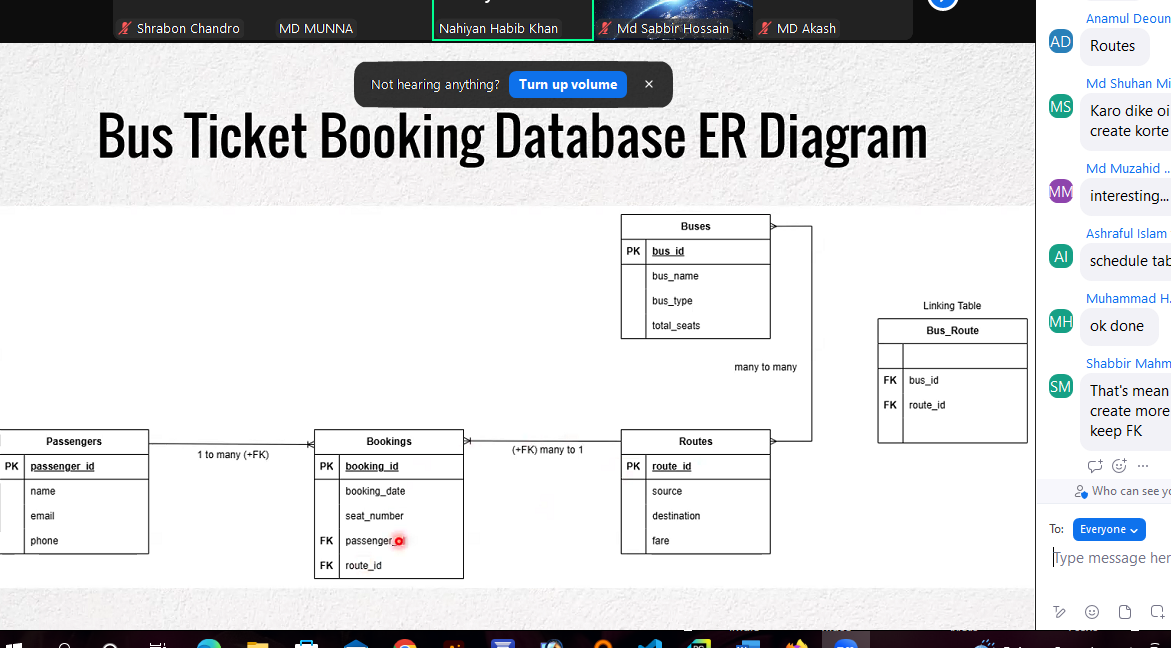 Shrabon Chandro
MD MUNNA
Nahiyan Habib Khan
Md Sabbir Hossain
MD Akash
Not hearing anything?
Turn up volume
Bus Ticket Booking Database ER Diagram
Buses
PK bus_id
bus_name
bus_type
total_seats
many to many
Linking Table
Bus_Route
FK bus_id
FK route_id
Passengers
PK passenger_id
name
email
phone
1 to many (+FK)
Bookings
PK booking_id
booking_date
seat_number
FK passenger_
FK route_id
(+FK) many to 1
Routes
PK route_id
source
destination
fare
Anamul Deoun
AD
Routes
Md Shuhan Mi
MS
Karo dike oi
create korte
Md Muzahid ..
MM
interesting...
Ashraful Islam
AI
schedule tab
Muhammad H.
MH
ok done
Shabbir Mahm
SM
That's mean
create more
keep FK
Who can see yo
To: Everyone
Type message her